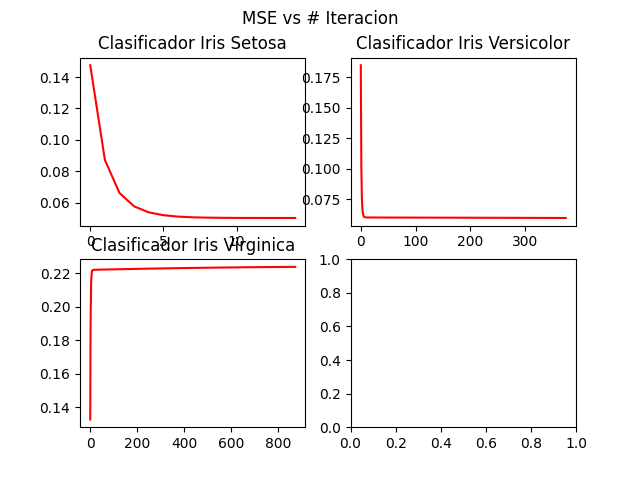 MSE vs # Iteracion
Clasificador Iris Setosa
0.14
0.12
0.10
0.08
0.06
0 5 10
Clasificador Iris Versicolor
0.175
0.150
0.125
0.100
0.075
0 100 200 300
Clasificador Iris Virginica
0.22
0.20
0.18
0.16
0.14
0 200 400 600 800
1.0
0.8
0.6
0.4
0.2
0.0
0.0 0.2 0.4 0.6 0.8 1.0